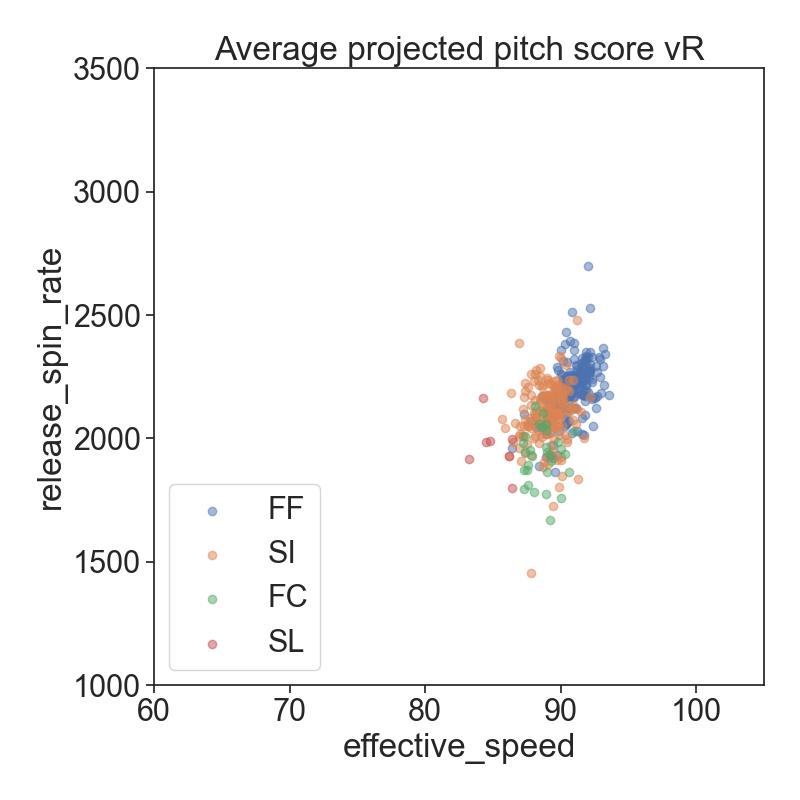 Average projected pitch score vR
3500
3000
2500
2000
1500
1000
release_spin_rate
FF
SI
FC
SL
60
70
80
90
100
effective_speed